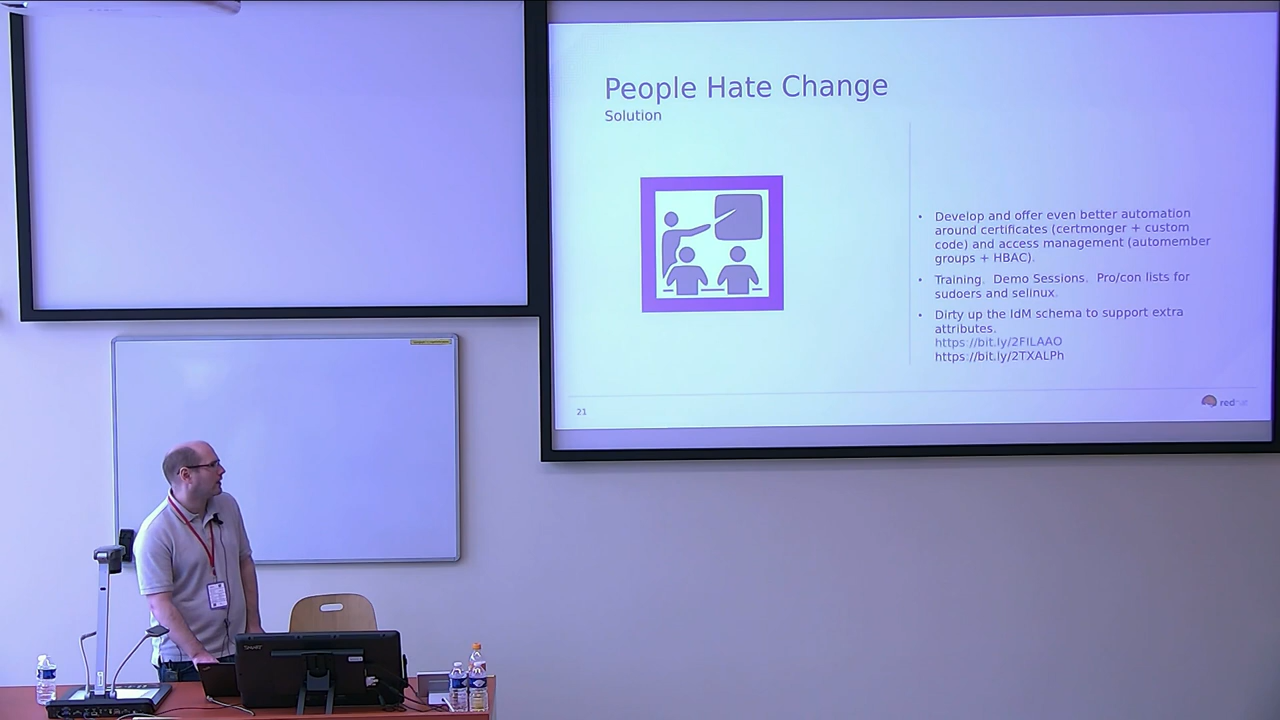 People Hate Change
Solution
• Develop and offer even better automation
around certificates (certmonger + custom
code) and access management (automember
groups + HBAC).
• Training. Demo Sessions. Pro/con lists for
sudoers and selinux.
• Dirty up the IdM schema to support extra
attributes.
https://bit.ly/2FILAAO
https://bit.ly/2TXALPh
21
redhat